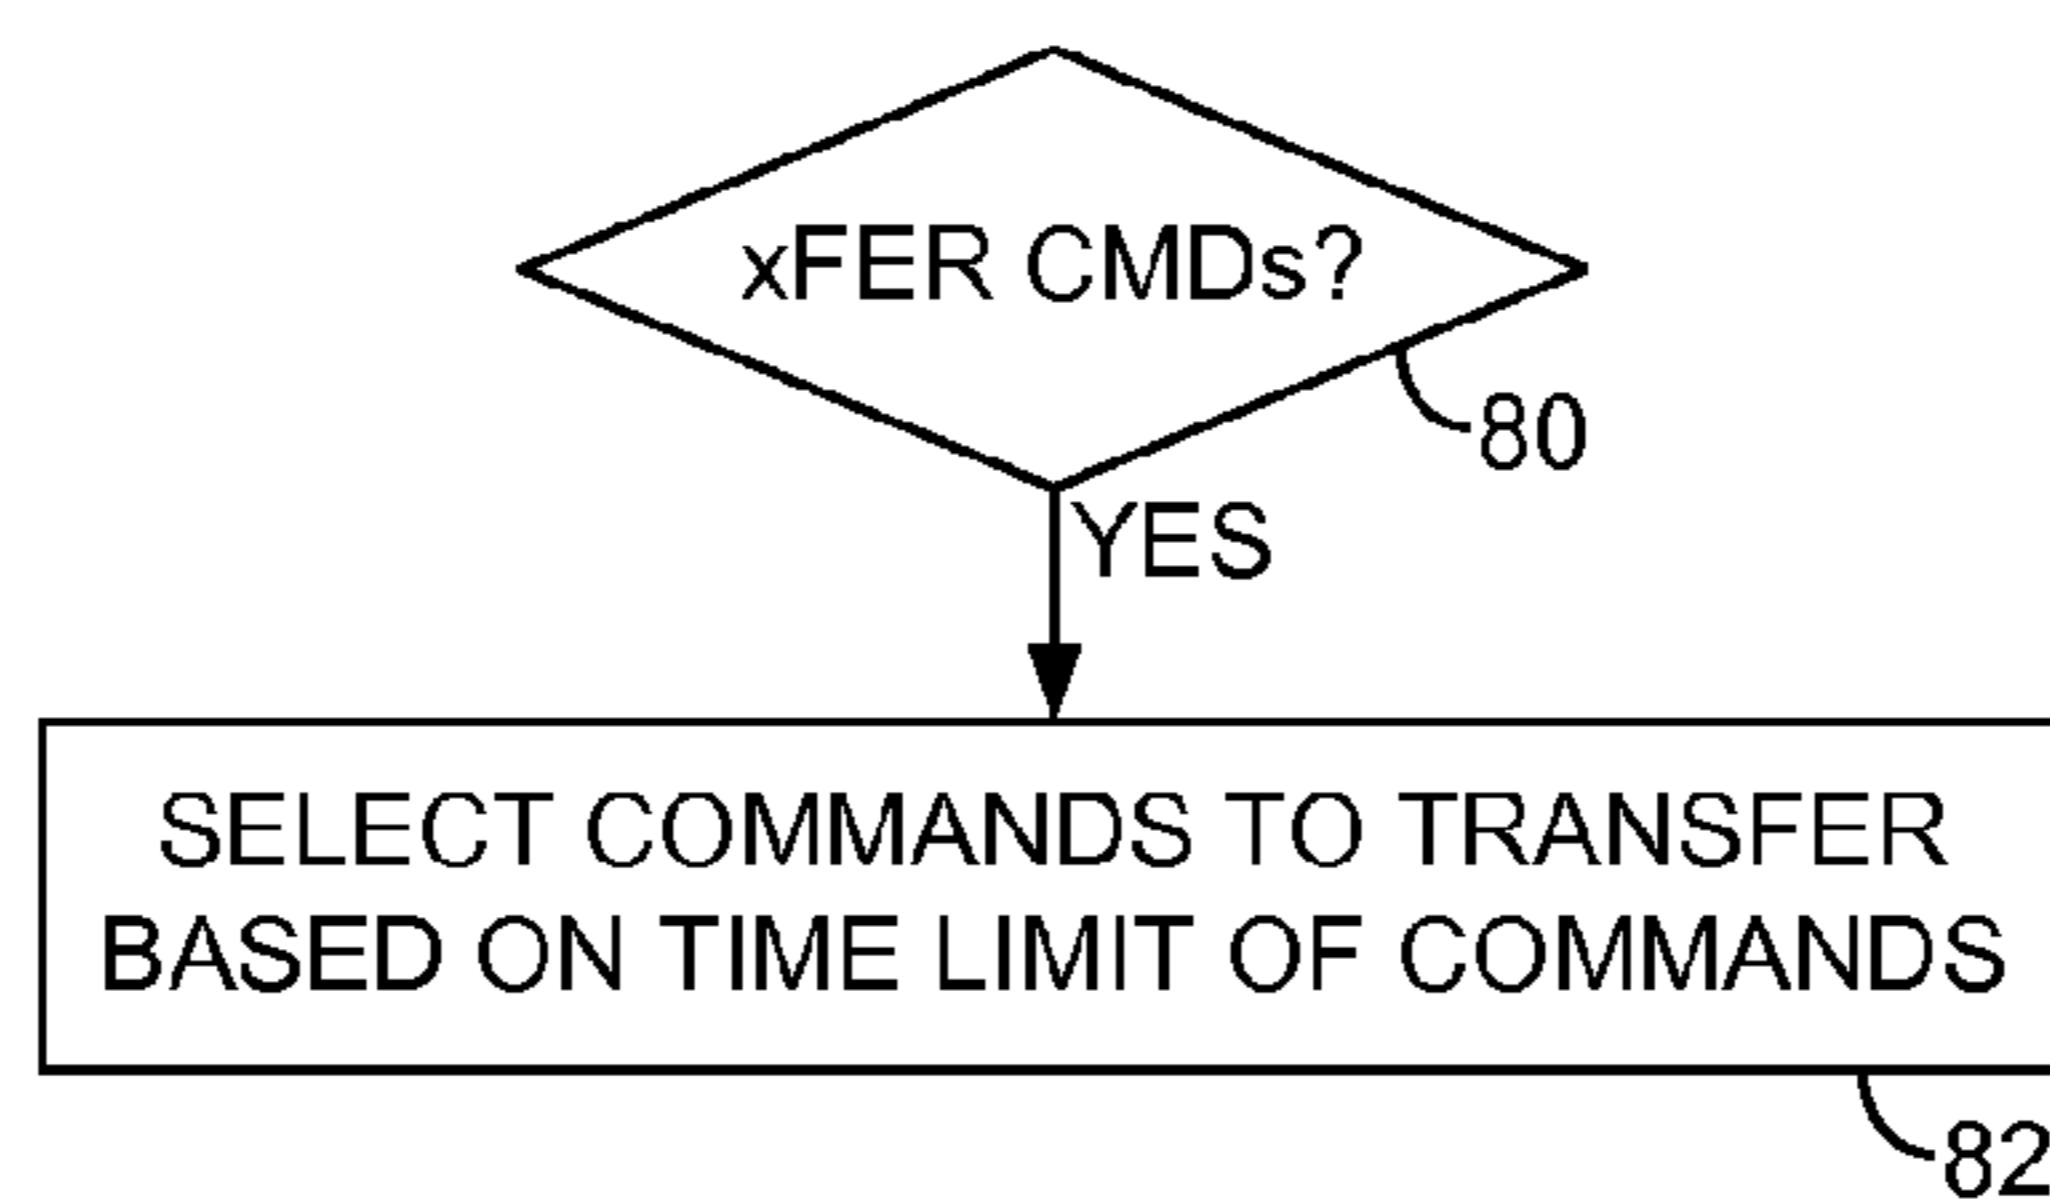 xFER CMDs?
80
YES
SELECT COMMANDS TO TRANSFER
BASED ON TIME LIMIT OF COMMANDS
82